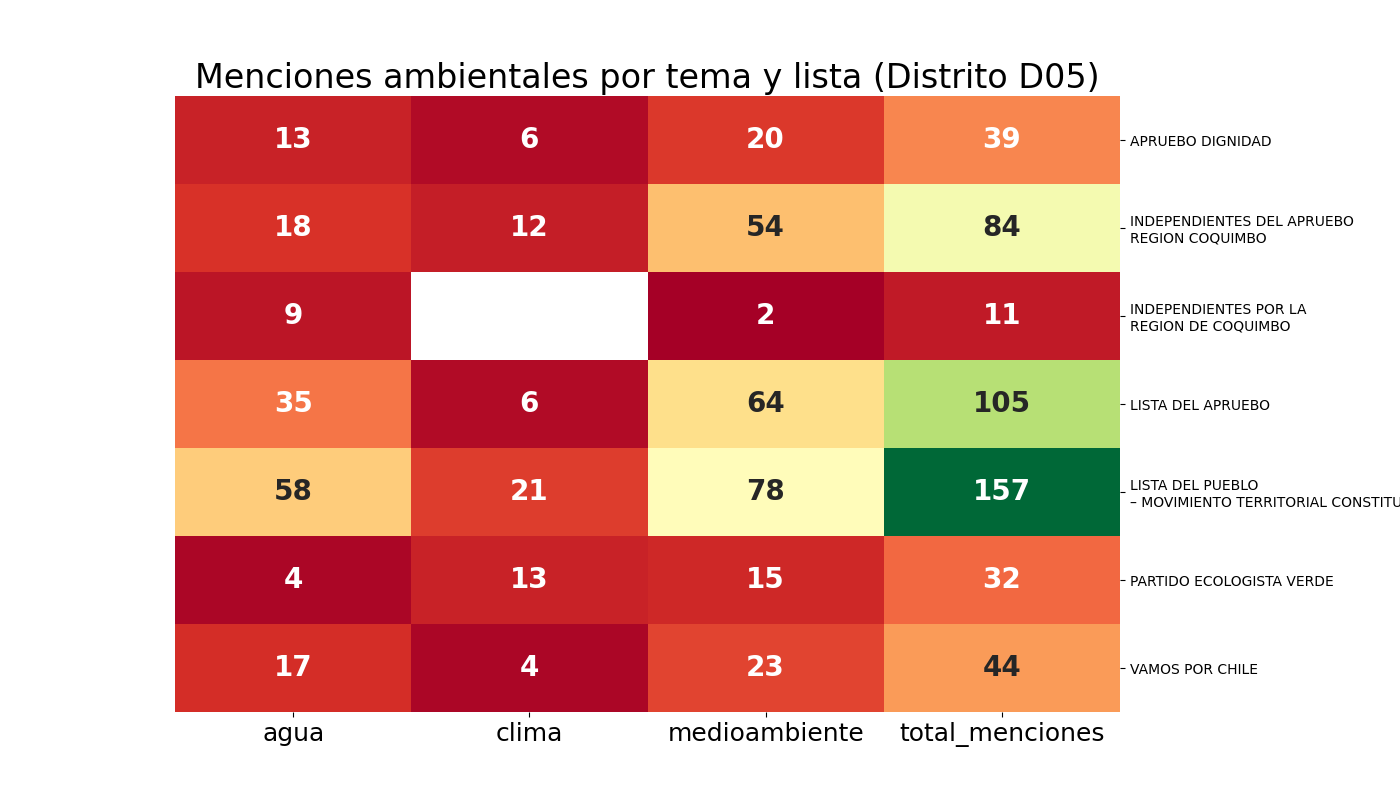 Menciones ambientales por tema y lista (Distrito D05)
13 6 20 39 APRUEBO DIGNIDAD
18 12 54 84 INDEPENDIENTES DEL APRUEBO
REGION COQUIMBO
9 2 11 INDEPENDIENTES POR LA
REGION DE COQUIMBO
35 6 64 105 LISTA DEL APRUEBO
58 21 78 157 LISTA DEL PUEBLO
– MOVIMIENTO TERRITORIAL CONSTITU
4 13 15 32 PARTIDO ECOLOGISTA VERDE
17 4 23 44 VAMOS POR CHILE
agua clima medioambiente total_menciones